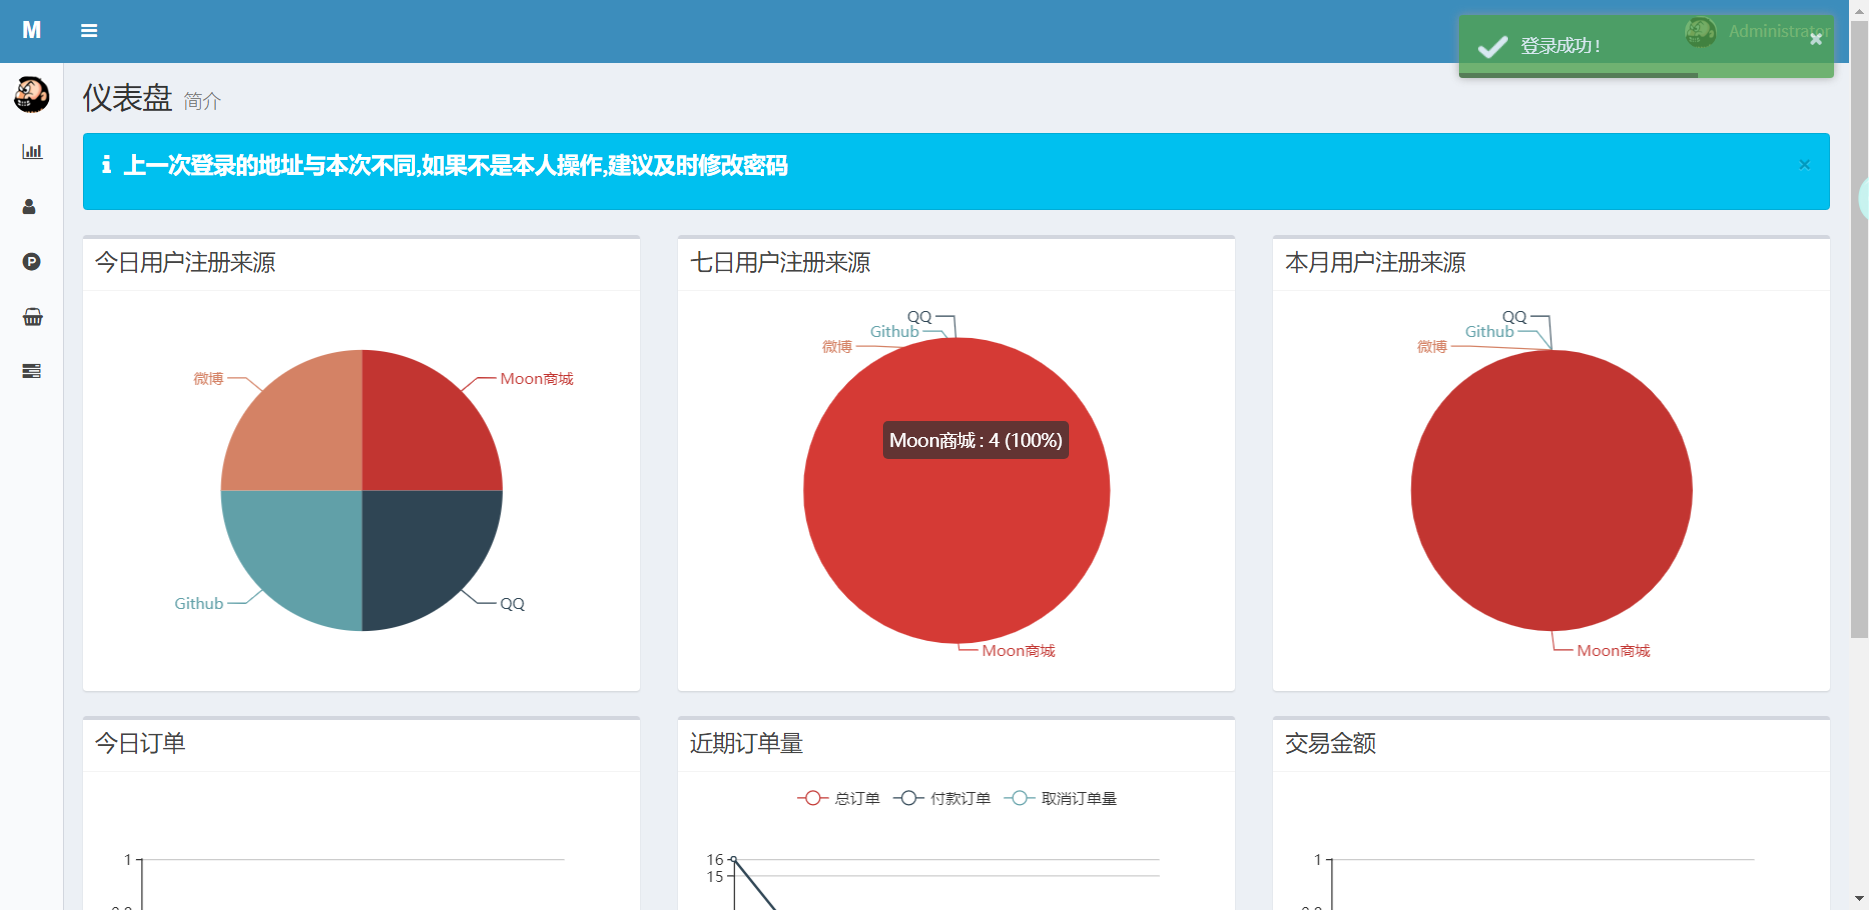 M
Administrator
登录成功!
仪表盘 简介
上一次登录的地址与本次不同,如果不是本人操作,建议及时修改密码
今日用户注册来源
微博
Moon商城
Github
QQ
七日用户注册来源
QQ
Github
微博
Moon商城 : 4 (100%)
Moon商城
本月用户注册来源
QQ
Github
微博
Moon商城
今日订单
1
近期订单量
总订单 付款订单 取消订单量
16
15
交易金额
1